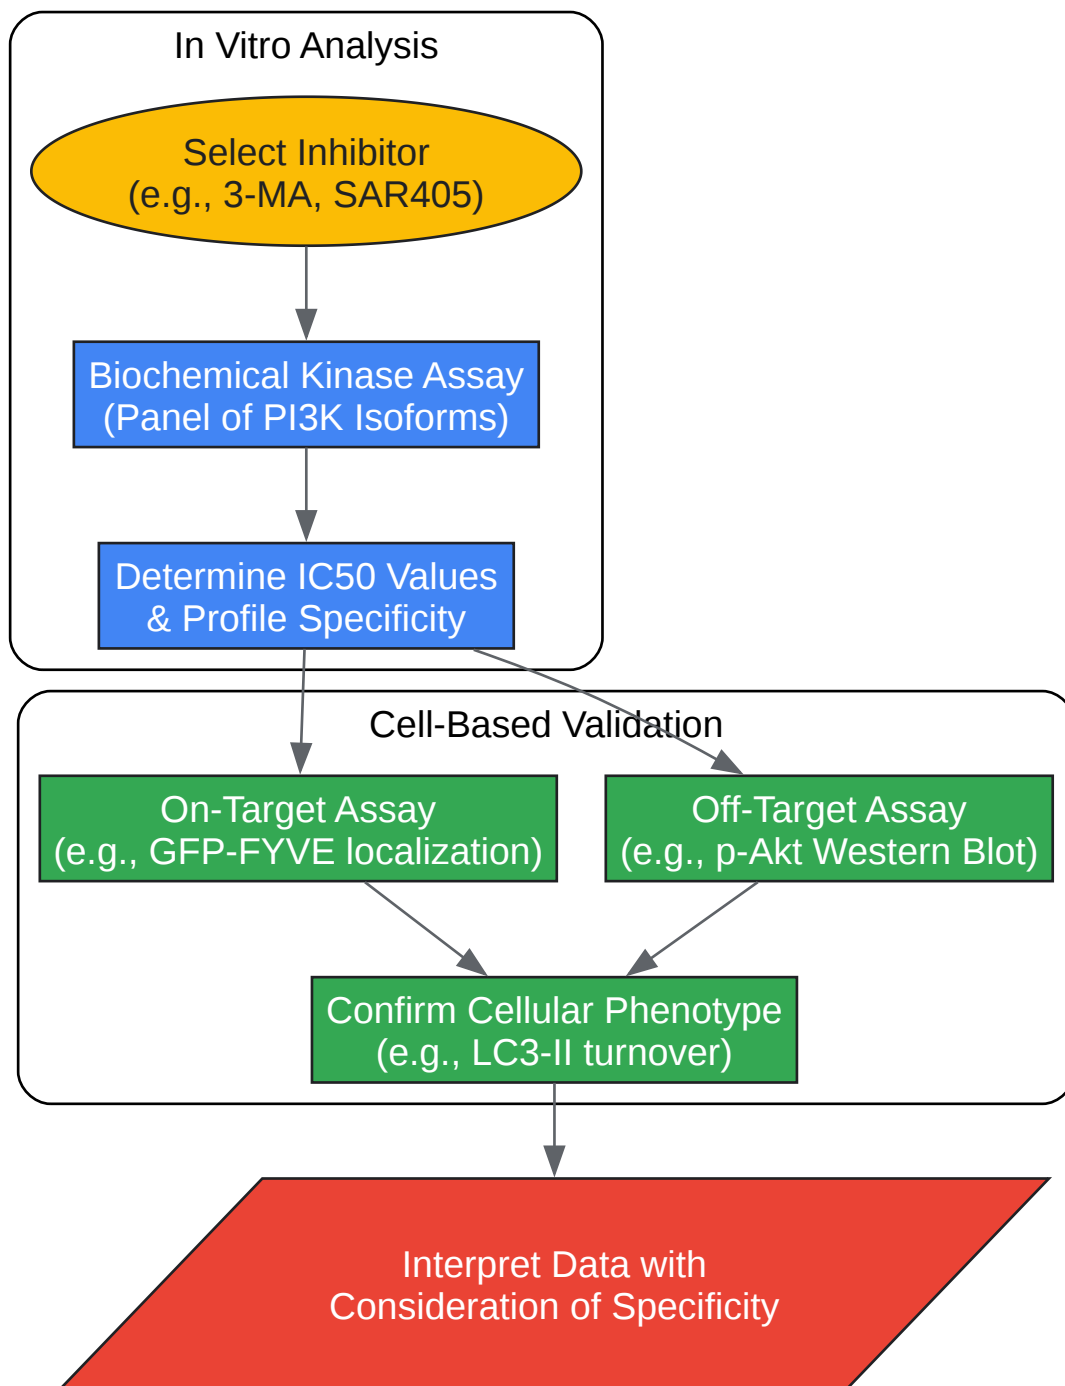 In Vitro Analysis
Select Inhibitor
(e.g., 3-MA, SAR405)
Biochemical Kinase Assay
(Panel of PI3K Isoforms)
Determine IC50 Values
& Profile Specificity
Cell-Based Validation
On-Target Assay
(e.g., GFP-FYVE localization)
Off-Target Assay
(e.g., p-Akt Western Blot)
Confirm Cellular Phenotype
(e.g., LC3-II turnover)
Interpret Data with
Consideration of Specificity